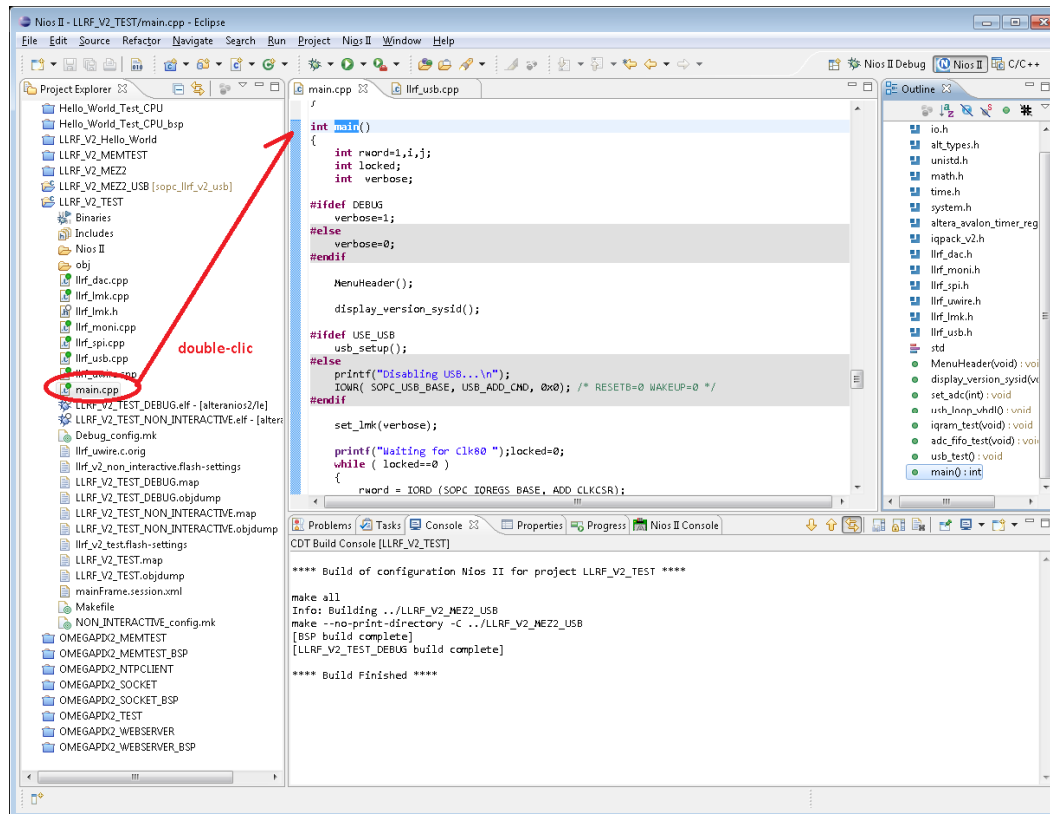 Nios II - LLRF_V2_TEST/main.cpp - Eclipse
File Edit Source Refactor Navigate Search Run Project Nios II Window Help
Nios II Debug Nios II C/C++
Project Explorer
Hello_World_Test_CPU
Hello_World_Test_CPU_bsp
LLRF_V2_Hello_World
LLRF_V2_MEMTEST
LLRF_V2_MEZ2
LLRF_V2_MEZ2_USB [sopc_llrf_v2_usb]
LLRF_V2_TEST
Binaries
Includes
Nios II
obj
llrf_dac.cpp
llrf_lmk.cpp
llrf_lmk.h
llrf_moni.cpp
llrf_spi.cpp
llrf_usb.cpp
llrf_uwire.cpp
main.cpp
LLRF_V2_TEST_DEBUG.elf - [alteranios2/le]
LLRF_V2_TEST_NON_INTERACTIVE.elf - [altera
Debug_config.mk
llrf_uwire.c.orig
llrf_v2_non_interactive.flash-settings
LLRF_V2_TEST_DEBUG.map
LLRF_V2_TEST_DEBUG.objdump
LLRF_V2_TEST_NON_INTERACTIVE.map
LLRF_V2_TEST_NON_INTERACTIVE.objdump
llrf_v2_test.flash-settings
LLRF_V2_TEST.map
LLRF_V2_TEST.objdump
mainFrame.session.xml
Makefile
NON_INTERACTIVE_config.mk
OMEGAPIX2_MEMTEST
OMEGAPIX2_MEMTEST_BSP
OMEGAPIX2_NTPCLIENT
OMEGAPIX2_SOCKET
OMEGAPIX2_SOCKET_BSP
OMEGAPIX2_TEST
OMEGAPIX2_WEBSERVER
OMEGAPIX2_WEBSERVER_BSP
double-clic
main.cpp llrf_usb.cpp
}
int main()
{
int rword=1,i,j;
int locked;
int verbose;
#ifdef DEBUG
verbose=1;
#else
verbose=0;
#endif
MenuHeader();
display_version_sysid();
#ifdef USE_USB
usb_setup();
#else
printf("Disabling USB...\n");
IOWR( SOPC_USB_BASE, USB_ADD_CMD, 0x0); /* RESETB=0 WAKEUP=0 */
#endif
set_lmk(verbose);
printf("Waiting for Clk80 ");locked=0;
while ( locked==0 )
{
rword = IORD (SOPC_IOREGS_BASE, ADD_CLKCSR);
Outline
io.h
alt_types.h
unistd.h
math.h
time.h
system.h
altera_avalon_timer_reg
iqpack_v2.h
llrf_dac.h
llrf_moni.h
llrf_spi.h
llrf_uwire.h
llrf_lmk.h
llrf_usb.h
std
MenuHeader(void) : voi
display_version_sysid(vo
set_adc(int) : void
usb_loop_vhdl() : void
iqram_test(void) : void
adc_fifo_test(void) : voi
usb_test() : void
main() : int
Problems Tasks Console Properties Progress Nios II Console
CDT Build Console [LLRF_V2_TEST]
**** Build of configuration Nios II for project LLRF_V2_TEST ****
make all
Info: Building ../LLRF_V2_MEZ2_USB
make --no-print-directory -C ../LLRF_V2_MEZ2_USB
[BSP build complete]
[LLRF_V2_TEST_DEBUG build complete]
**** Build Finished ****